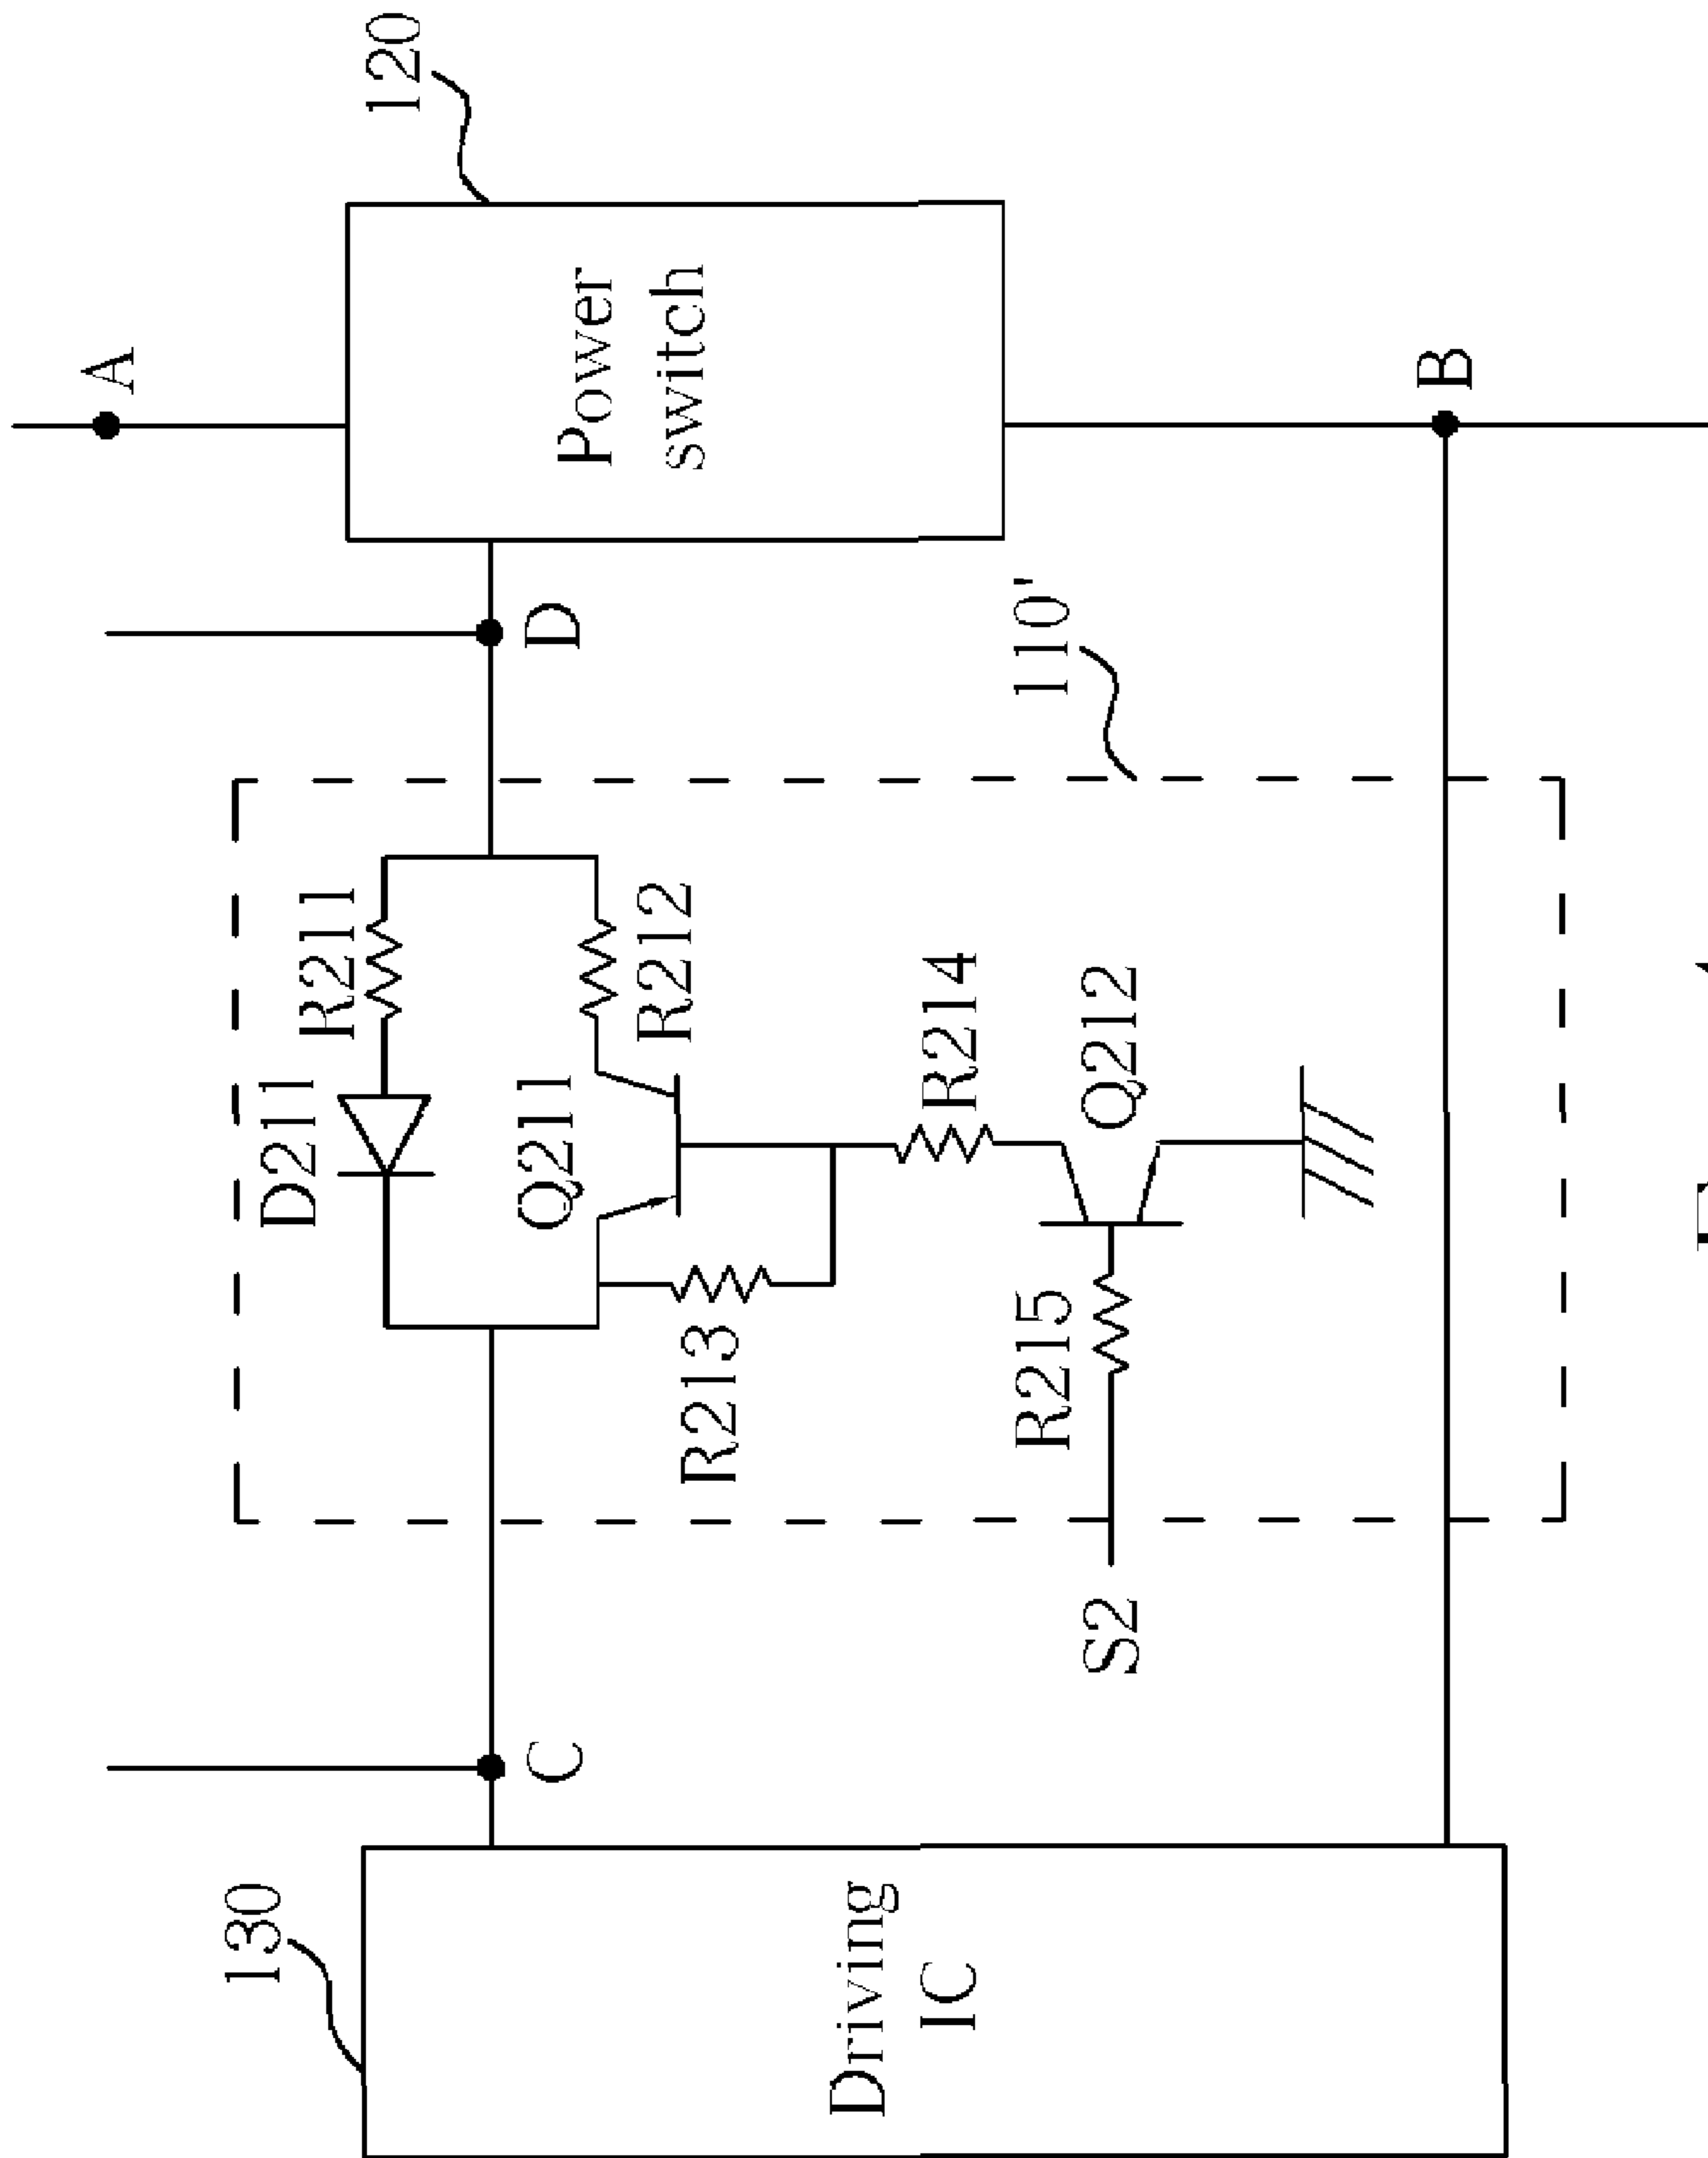 130
Driving
IC
C
D211
R211
Q211
R212
R213
R214
Q212
R215
S2
110'
D
A
120
Power
switch
B